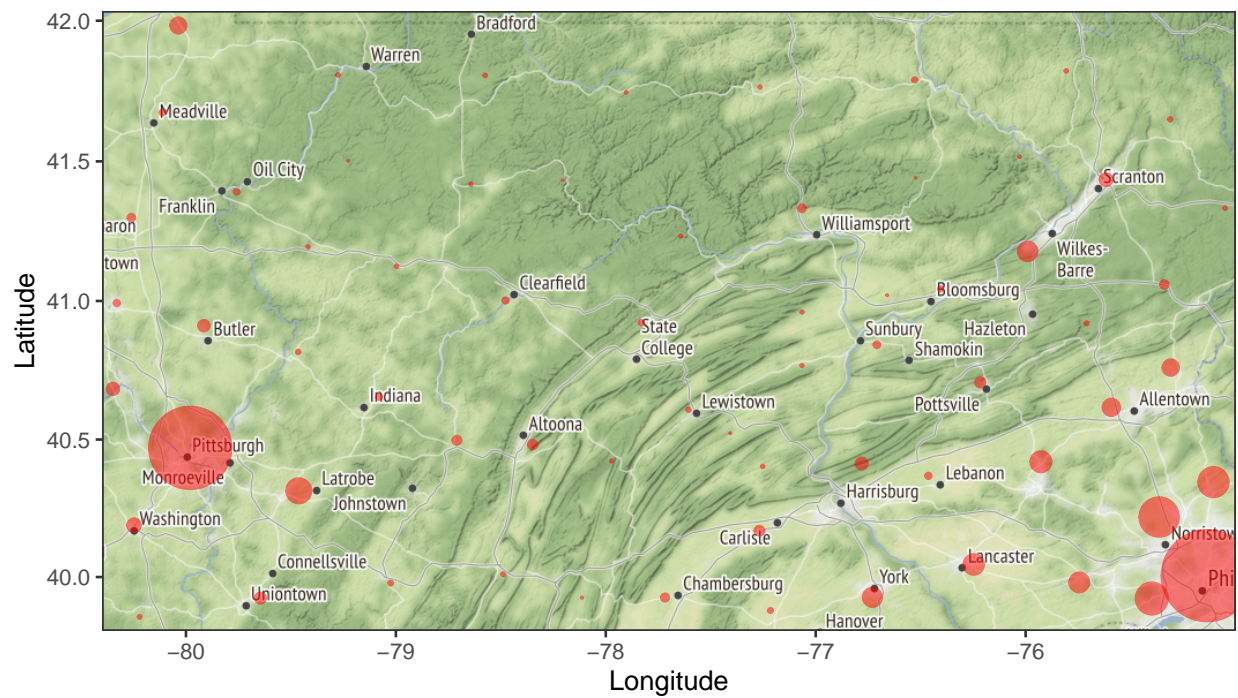 42.0
Bradford
Warren
Meadville
41.5
Oil City
Scranton
Franklin
aron
Williamsport
Wilkes-
Barre
town
Clearfield
41.0
Bloomsburg
Butler
State
College
Sunbury
Hazleton
Shamokin
Indiana
Lewistown
Pottsville
Allentown
Altoona
40.5
Pittsburgh
Monroeville
Latrobe
Johnstown
Lebanon
Harrisburg
Washington
Carlisle
Norristow
Lancaster
Connellsville
40.0
Chambersburg
York
Phi
Uniontown
Hanover
−80
−79
−78
−77
−76
Longitude
Latitude